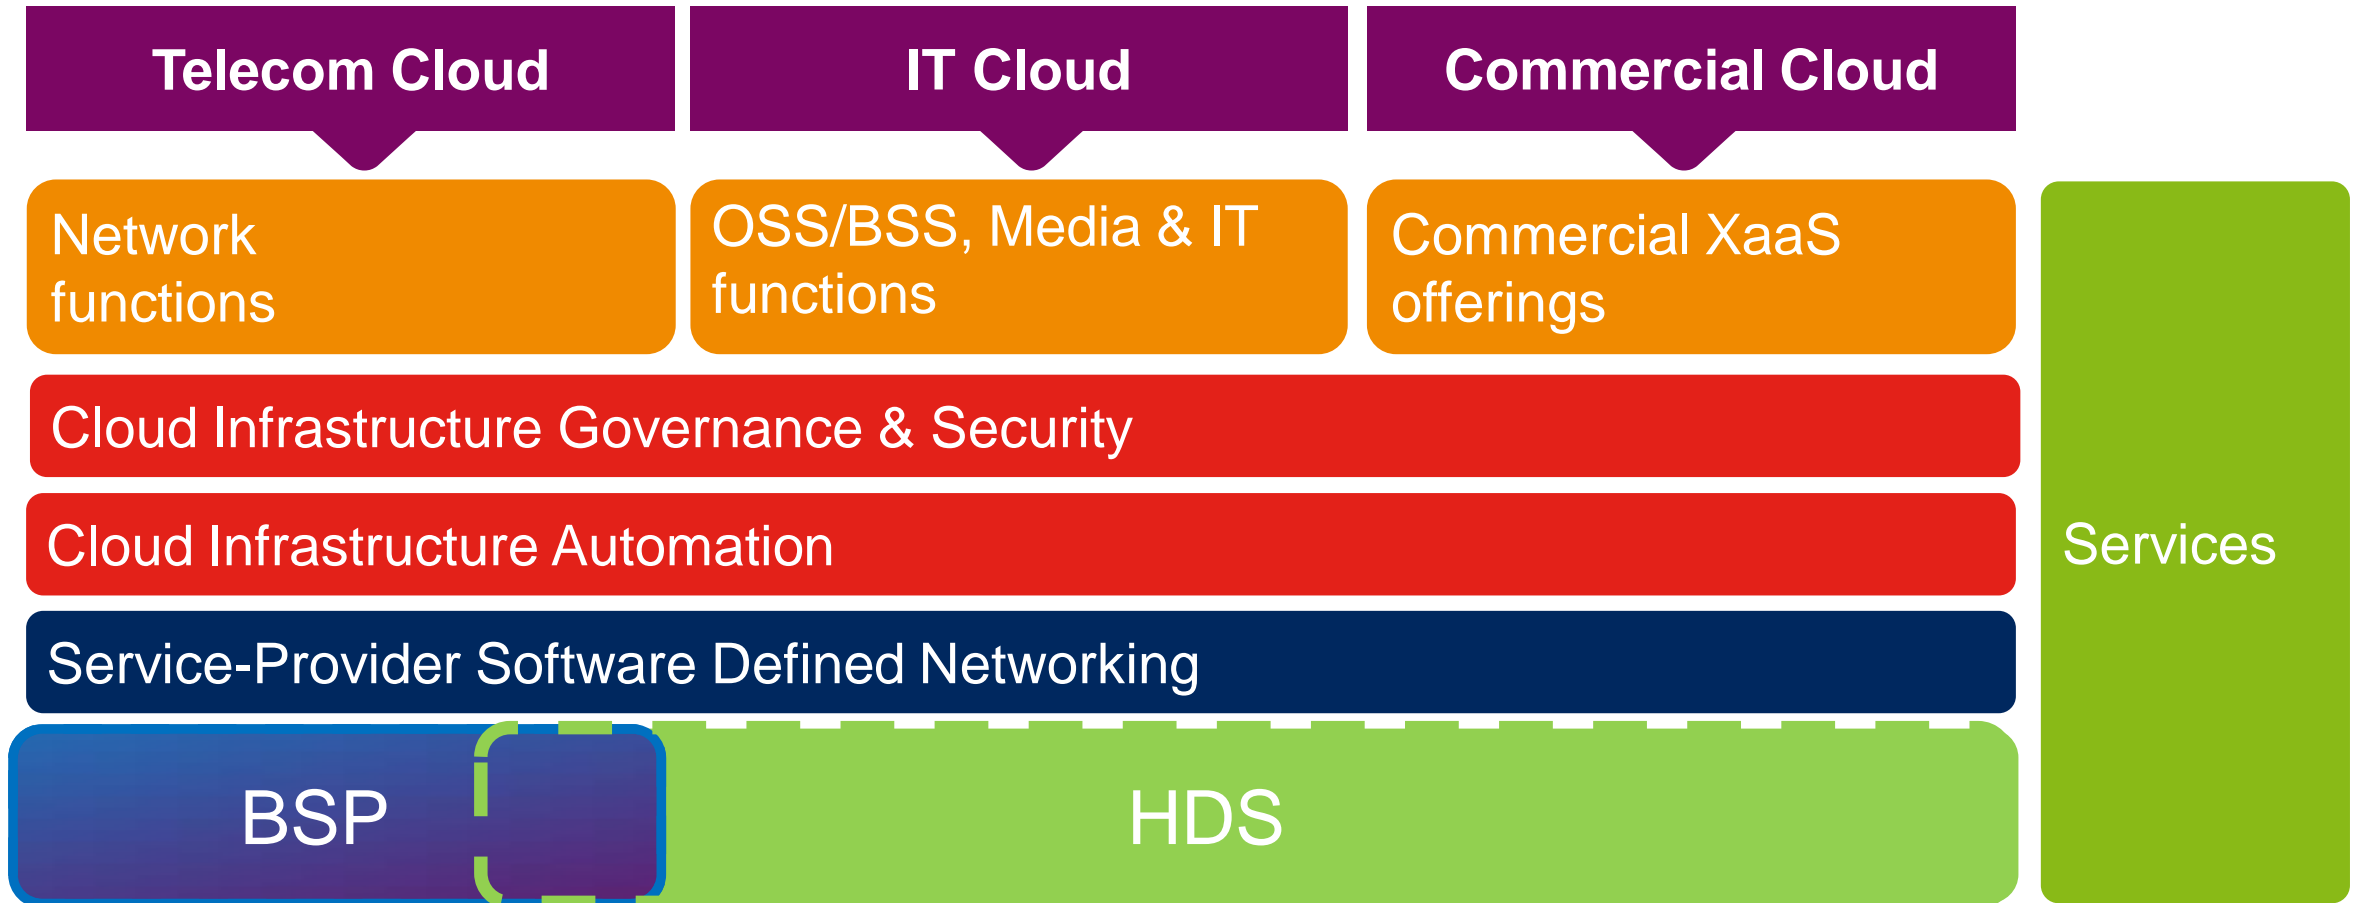 Telecom Cloud
IT Cloud
Commercial Cloud
Network
functions
OSS/BSS, Media & IT
functions
Commercial XaaS
offerings
Cloud Infrastructure Governance & Security
Cloud Infrastructure Automation
Service-Provider Software Defined Networking
BSP
HDS
Services